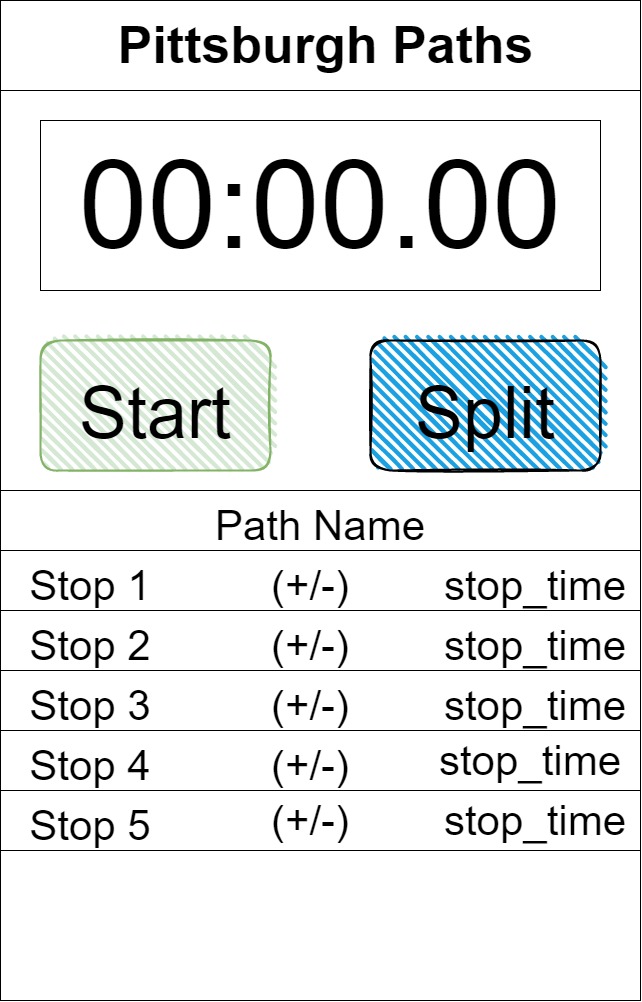 Pittsburgh Paths
00:00.00
Start Split
Path Name
Stop 1 (+/-) stop_time
Stop 2 (+/-) stop_time
Stop 3 (+/-) stop_time
Stop 4 (+/-) stop_time
Stop 5 (+/-) stop_time